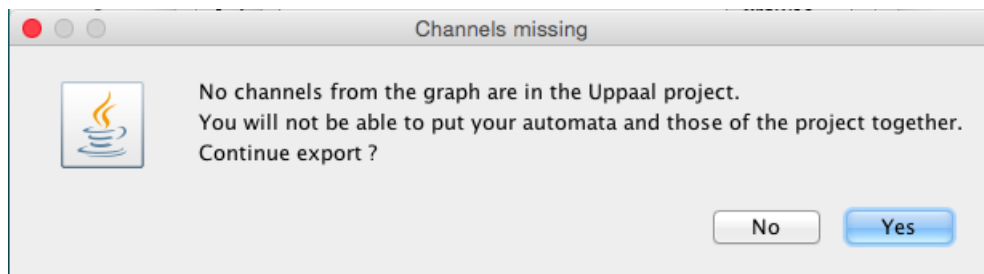 Channels missing
No channels from the graph are in the Uppaal project.
You will not be able to put your automata and those of the project together.
Continue export ?
No
Yes